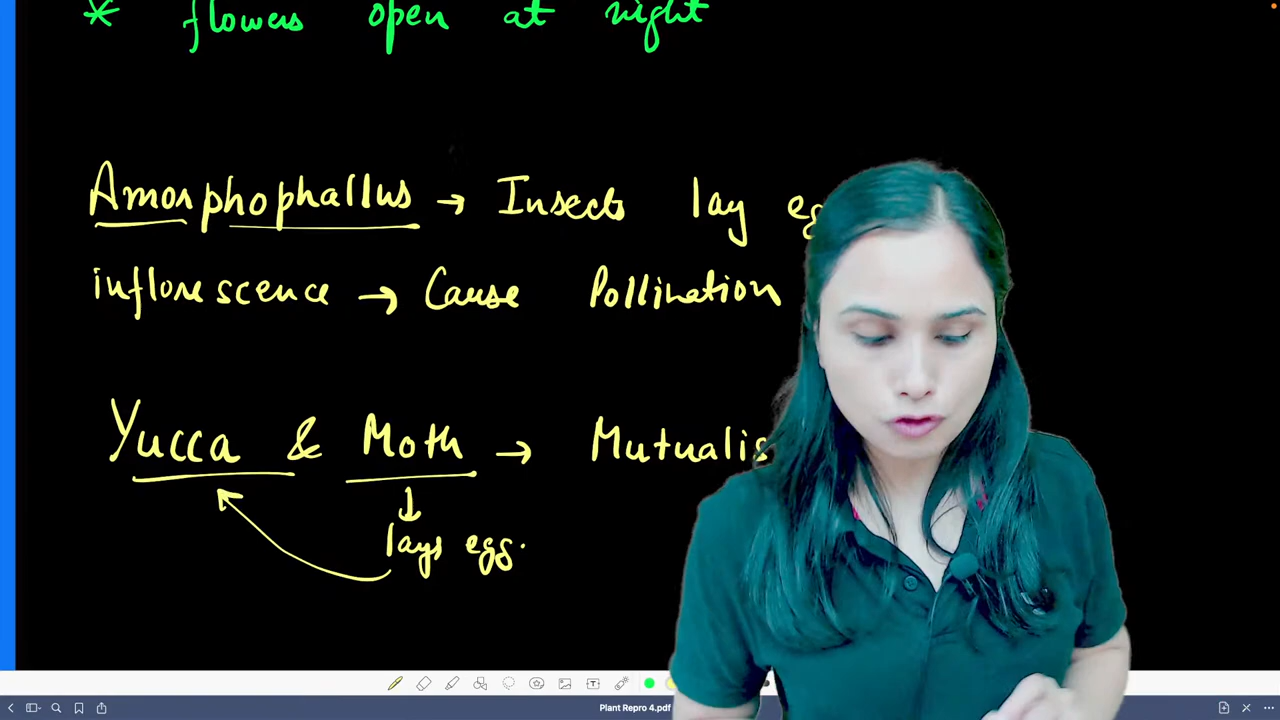 * flowers open at night
Amorphophallus → Insects lay
inflorescence → Cause Pollination
Yucca & Moth → Mutualis
↓
lays egg.
Plant Repro 4.pdf